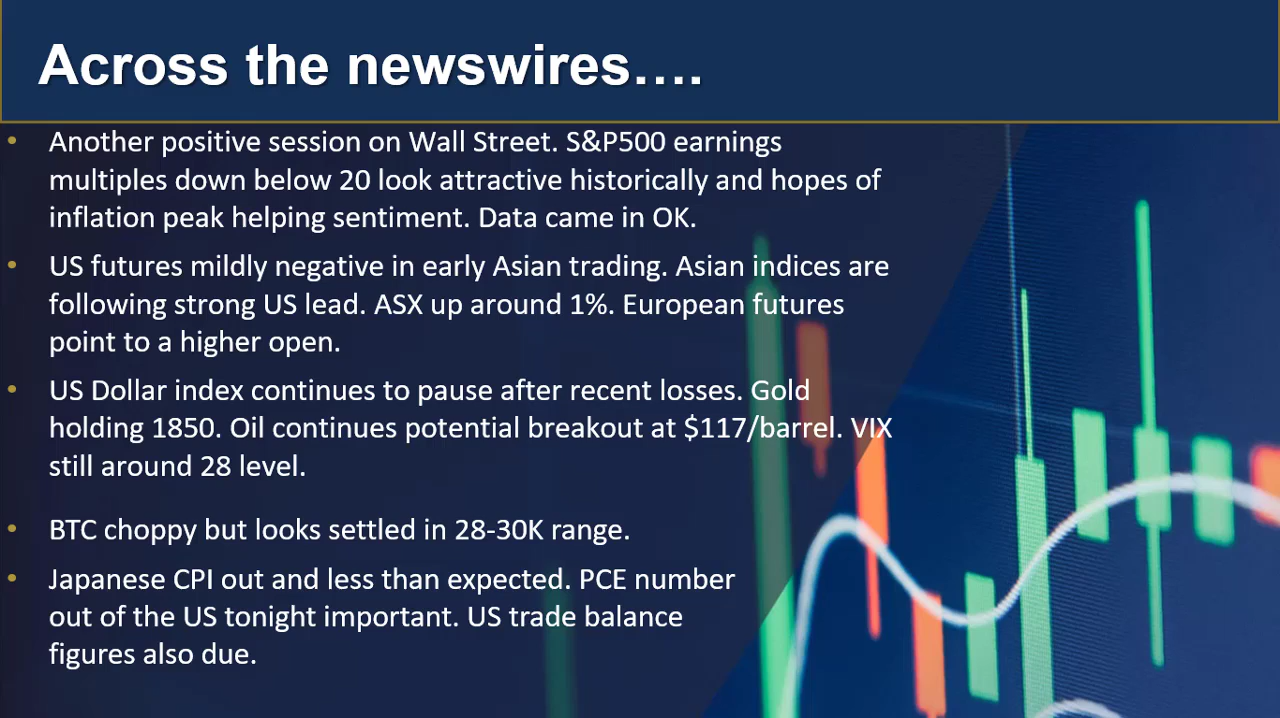 Across the newswires….
• Another positive session on Wall Street. S&P500 earnings
multiples down below 20 look attractive historically and hopes of
inflation peak helping sentiment. Data came in OK.
• US futures mildly negative in early Asian trading. Asian indices are
following strong US lead. ASX up around 1%. European futures
point to a higher open.
• US Dollar index continues to pause after recent losses. Gold
holding 1850. Oil continues potential breakout at $117/barrel. VIX
still around 28 level.
• BTC choppy but looks settled in 28-30K range.
• Japanese CPI out and less than expected. PCE number
out of the US tonight important. US trade balance
figures also due.